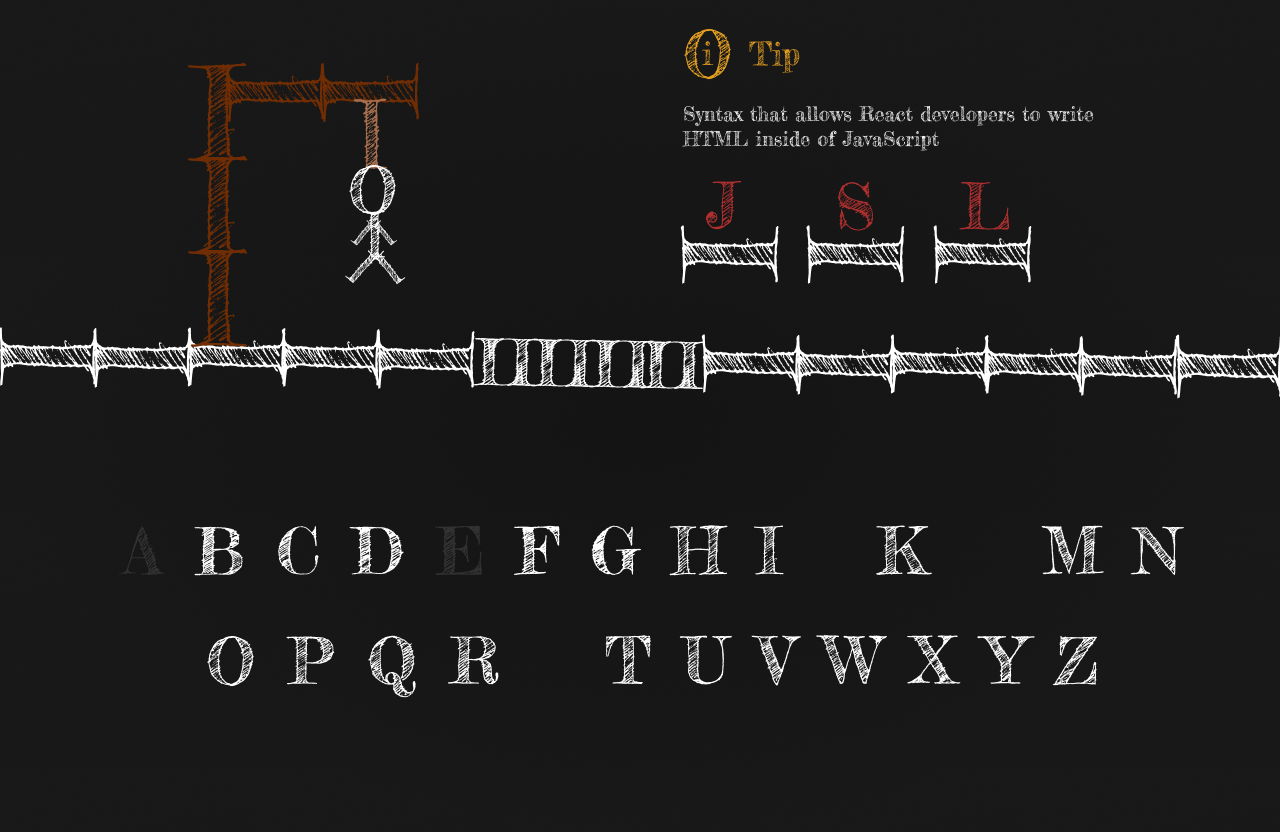 i Tip
Syntax that allows React developers to write
HTML inside of JavaScript
J S L
A B C D E F G H I K M N
O P Q R T U V W X Y Z